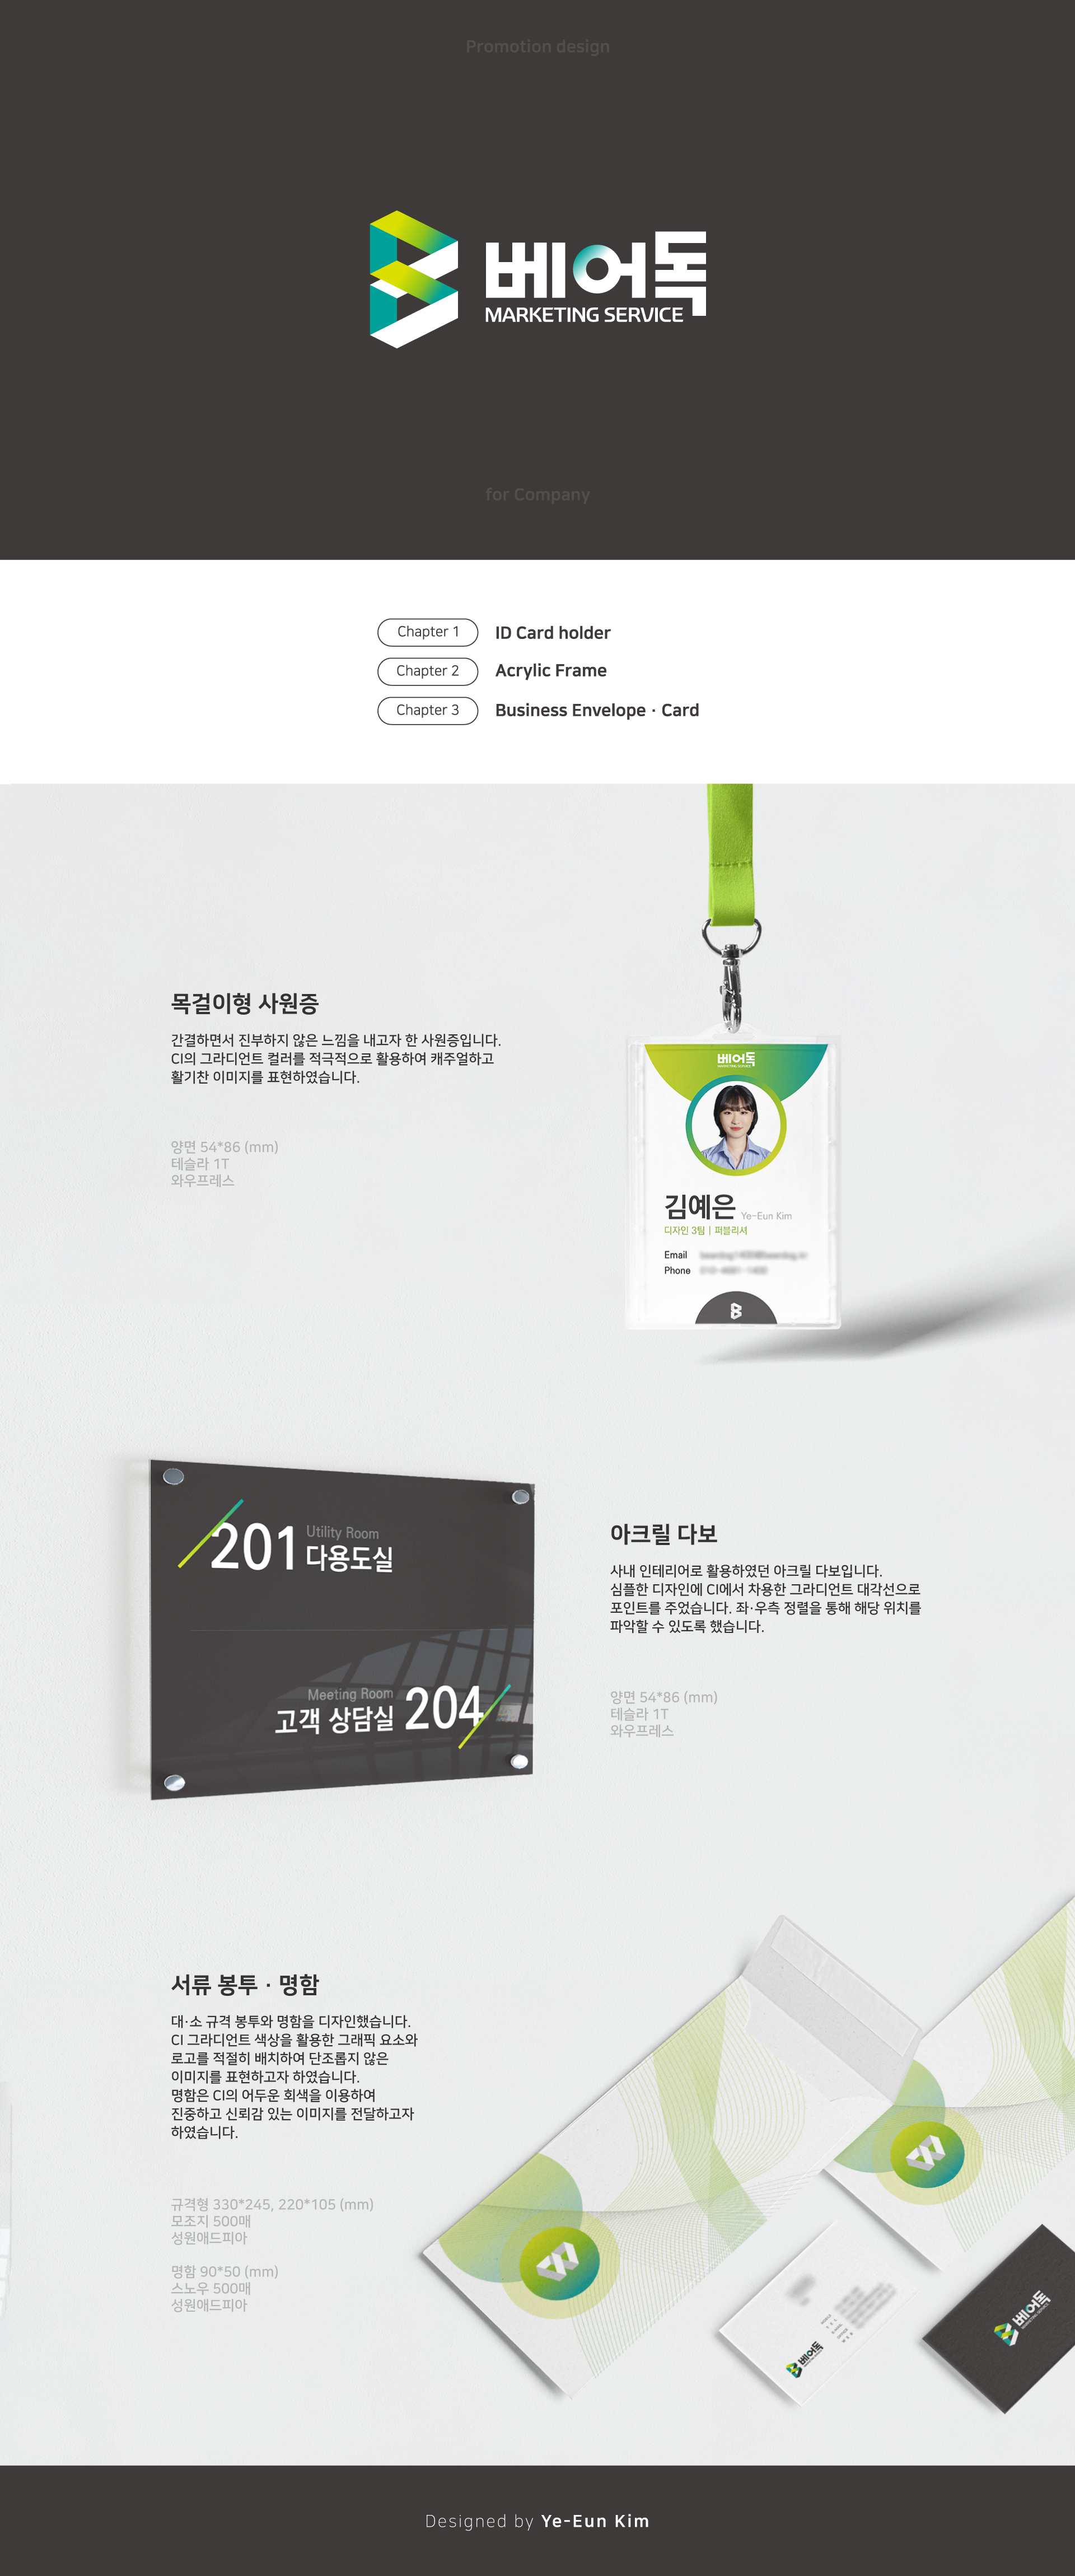 Promotion design
베어독
MARKETING SERVICE
for Company
Chapter 1 ID Card holder
Chapter 2 Acrylic Frame
Chapter 3 Business Envelope · Card
목걸이형 사원증
간결하면서 진부하지 않은 느낌을 내고자 한 사원증입니다.
CI의 그라디언트 컬러를 적극적으로 활용하여 캐주얼하고
활기찬 이미지를 표현하였습니다.
양면 54*86 (mm)
테슬라 1T
와우프레스
베어독
MARKETING SERVICE
김예은 Ye-Eun Kim
디자인 3팀 | 퍼블리셔
Email
Phone
B
201 Utility Room
다용도실
Meeting Room
고객 상담실 204
아크릴 다보
사내 인테리어로 활용하였던 아크릴 다보입니다.
심플한 디자인에 CI에서 차용한 그라디언트 대각선으로
포인트를 주었습니다. 좌·우측 정렬을 통해 해당 위치를
파악할 수 있도록 했습니다.
양면 54*86 (mm)
테슬라 1T
와우프레스
서류 봉투 · 명함
대·소 규격 봉투와 명함을 디자인했습니다.
CI 그라디언트 색상을 활용한 그래픽 요소와
로고를 적절히 배치하여 단조롭지 않은
이미지를 표현하고자 하였습니다.
명함은 CI의 어두운 회색을 이용하여
진중하고 신뢰감 있는 이미지를 전달하고자
하였습니다.
규격형 330*245, 220*105 (mm)
모조지 500매
성원애드피아
명함 90*50 (mm)
스노우 500매
성원애드피아
베어독
베어독
MARKETING SERVICE
Designed by Ye-Eun Kim